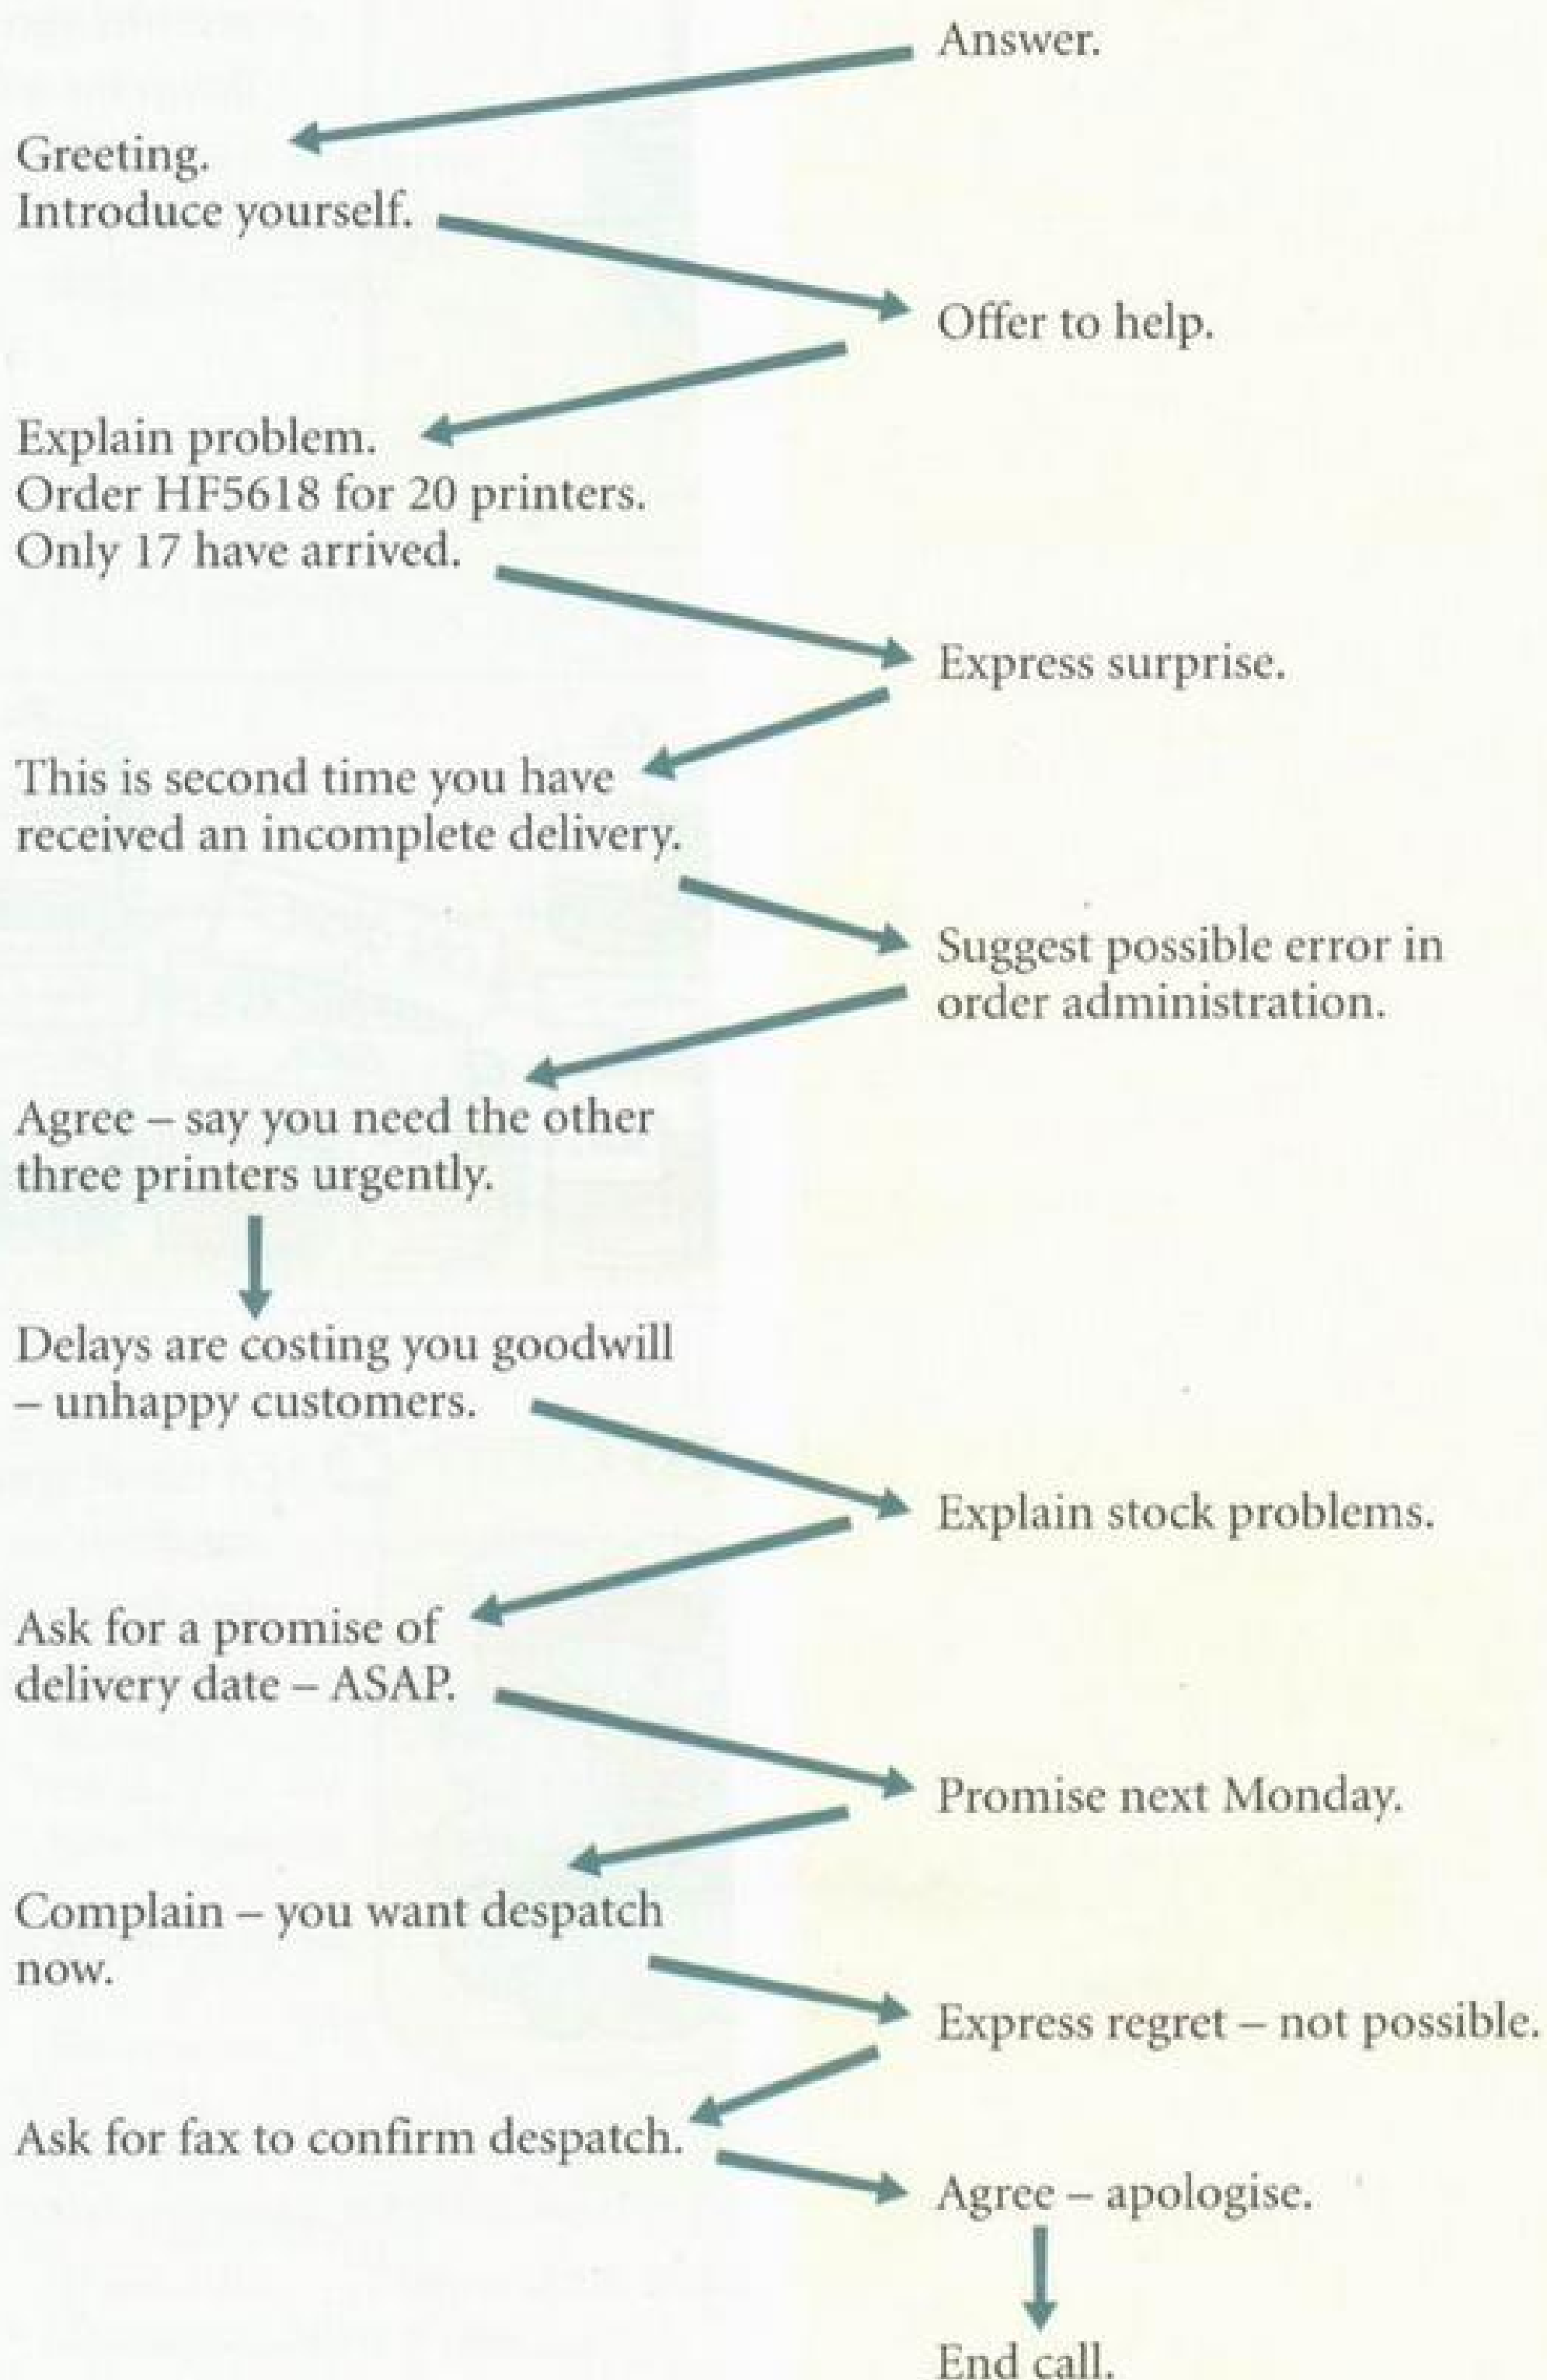 Answer.
Greeting.
Introduce yourself.
Offer to help.
Explain problem.
Order HF5618 for 20 printers.
Only 17 have arrived.
Express surprise.
This is second time you have
received an incomplete delivery.
Suggest possible error in
order administration.
Agree – say you need the other
three printers urgently.
Delays are costing you goodwill
– unhappy customers.
Explain stock problems.
Ask for a promise of
delivery date – ASAP.
Promise next Monday.
Complain – you want despatch
now.
Express regret – not possible.
Ask for fax to confirm despatch.
Agree – apologise.
End call.